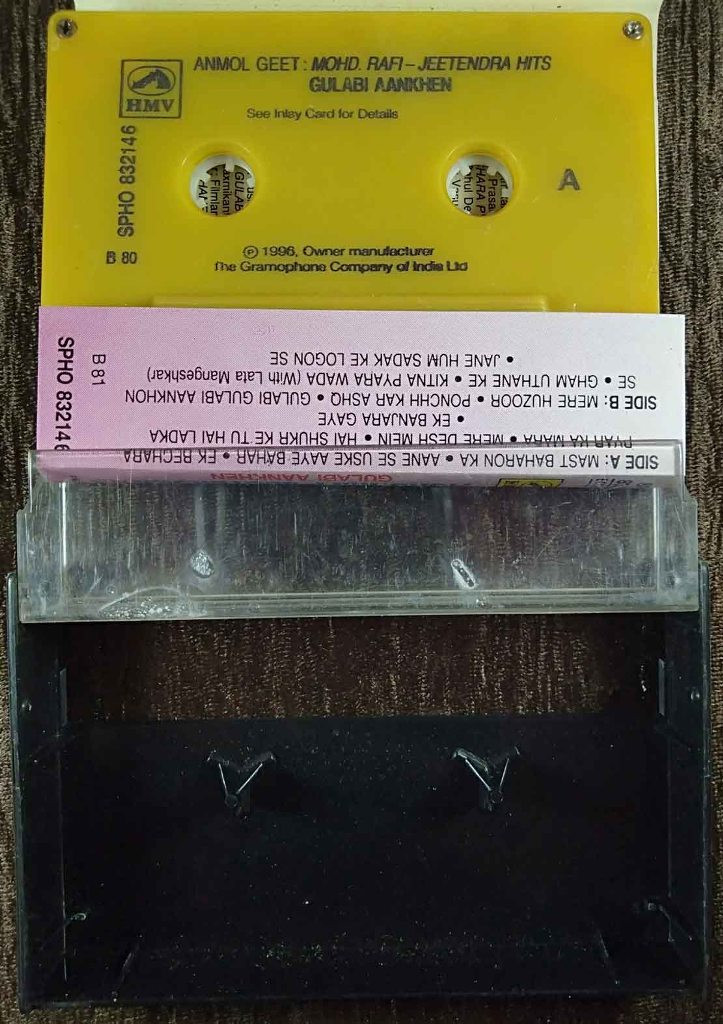 ANMOL GEET : MOHD. RAFI – JEETENDRA HITS
GULABI AANKHEN
HMV
See Inlay Card for Details
SPHO 832146
B 80
A
Ⓟ 1996, Owner manufacturer
The Gramophone Company of India Ltd
SPHO 832146
B 81
GULABI AANKHEN
SIDE A: MAST BAHARON KA • AANE SE USKE AAYE BAHAR • EK BECHARA
PYAR KA MARA • MERE DESH MEIN • HAI SHUKR KE TU HAI LADKA
• EK BANJARA GAYE
SIDE B: MERE HUZOOR • PONCHH KAR ASHQ • GULABI GULABI AANKHON
SE • GHAM UTHANE KE • KITNA PYARA WADA (With Lata Mangeshkar)
• JANE HUM SADAK KE LOGON SE